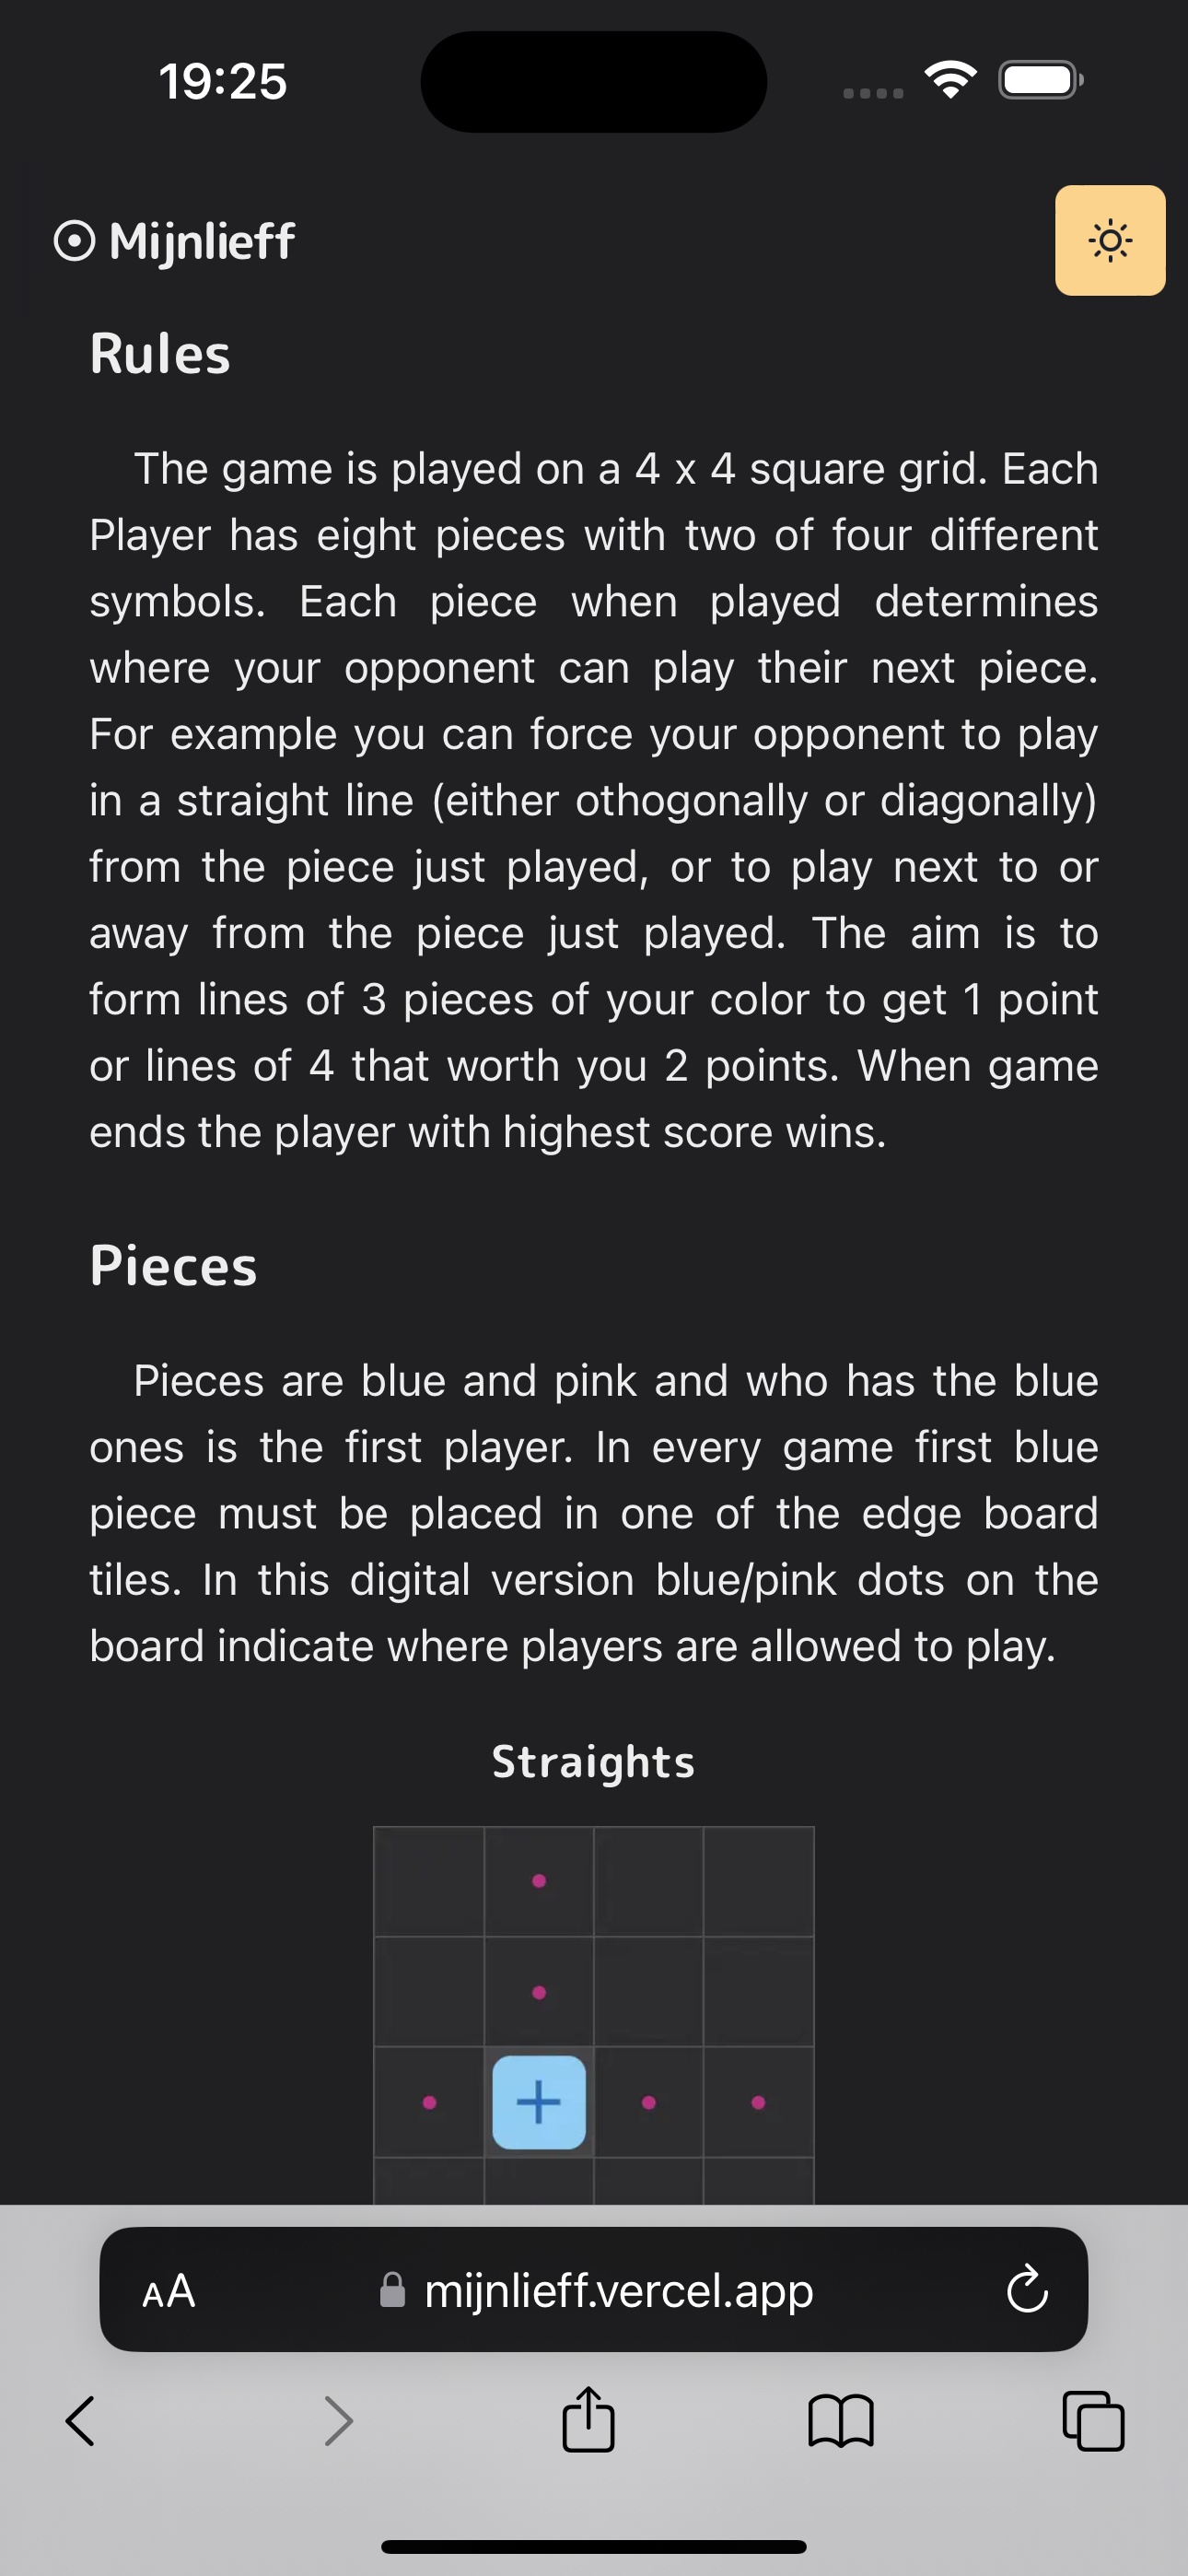 19:25
Mijnlieff
Rules
The game is played on a 4 x 4 square grid. Each
Player has eight pieces with two of four different
symbols. Each piece when played determines
where your opponent can play their next piece.
For example you can force your opponent to play
in a straight line (either othogonally or diagonally)
from the piece just played, or to play next to or
away from the piece just played. The aim is to
form lines of 3 pieces of your color to get 1 point
or lines of 4 that worth you 2 points. When game
ends the player with highest score wins.
Pieces
Pieces are blue and pink and who has the blue
ones is the first player. In every game first blue
piece must be placed in one of the edge board
tiles. In this digital version blue/pink dots on the
board indicate where players are allowed to play.
Straights
AA mijnlieff.vercel.app